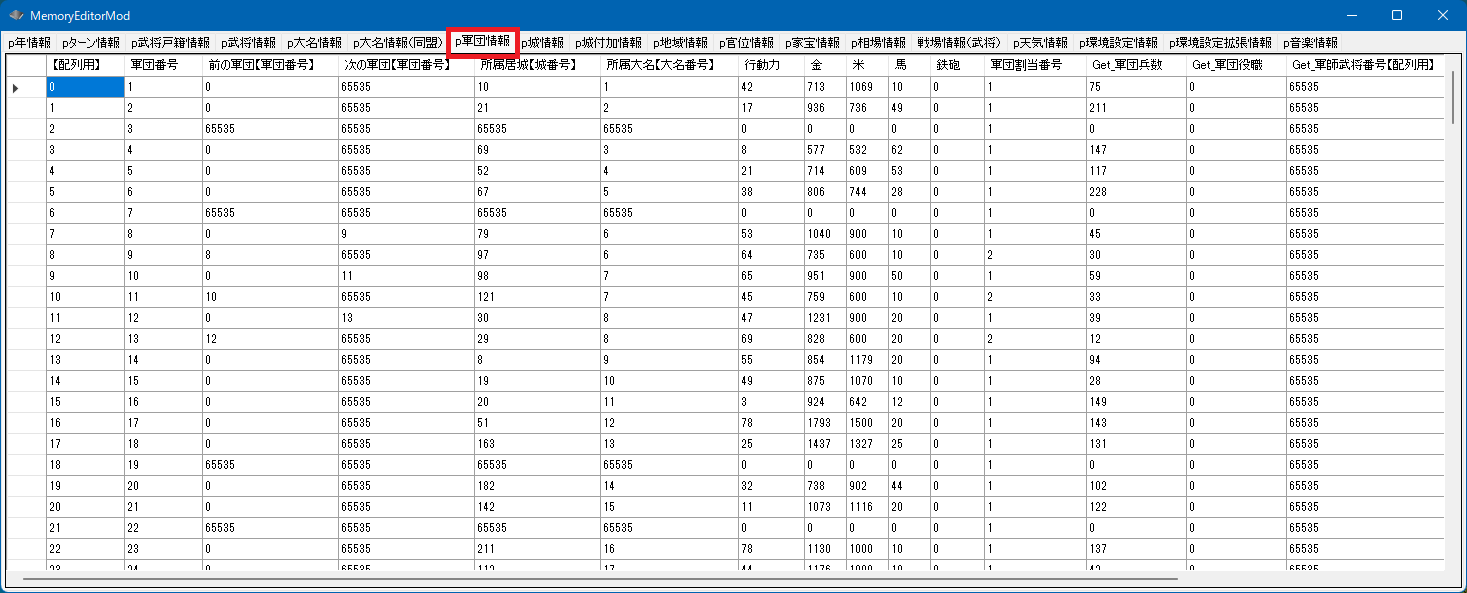 MemoryEditorMod
p年情報 pターン情報 p武将戸籍情報 p武将情報 p大名情報 p大名情報(同盟) p軍団情報 p城情報 p城付加情報 p地域情報 p官位情報 p家宝情報 p相場情報 戦場情報(武将) p天気情報 p環境設定情報 p環境設定拡張情報 p音楽情報
【配列用】 軍団番号 前の軍団【軍団番号】 次の軍団【軍団番号】 所属居城【城番号】 所属大名【大名番号】 行動力 金 米 馬 鉄砲 軍団割当番号 Get_軍団兵数 Get_軍団役職 Get_軍師武将番号【配列用】
0 1 0 65535 10 1 42 713 1069 10 0 1 75 0 65535
1 2 0 65535 21 2 17 936 736 49 0 1 211 0 65535
2 3 65535 65535 65535 65535 0 0 0 0 0 1 0 0 65535
3 4 0 65535 69 3 8 577 532 62 0 1 147 0 65535
4 5 0 65535 52 4 21 714 609 53 0 1 117 0 65535
5 6 0 65535 67 5 38 806 744 28 0 1 228 0 65535
6 7 65535 65535 65535 65535 0 0 0 0 0 1 0 0 65535
7 8 0 9 79 6 53 1040 900 10 0 1 45 0 65535
8 9 8 65535 97 6 64 735 600 10 0 2 30 0 65535
9 10 0 11 98 7 65 951 900 50 0 1 59 0 65535
10 11 10 65535 121 7 45 759 600 10 0 2 33 0 65535
11 12 0 13 30 8 47 1231 900 20 0 1 39 0 65535
12 13 12 65535 29 8 69 828 600 20 0 2 12 0 65535
13 14 0 65535 8 9 55 854 1179 20 0 1 94 0 65535
14 15 0 65535 19 10 49 875 1070 10 0 1 28 0 65535
15 16 0 65535 20 11 3 924 642 12 0 1 149 0 65535
16 17 0 65535 51 12 78 1793 1500 20 0 1 143 0 65535
17 18 0 65535 163 13 25 1437 1327 25 0 1 131 0 65535
18 19 65535 65535 65535 65535 0 0 0 0 0 1 0 0 65535
19 20 0 65535 182 14 32 738 902 44 0 1 102 0 65535
20 21 0 65535 142 15 11 1073 1116 20 0 1 122 0 65535
21 22 65535 65535 65535 65535 0 0 0 0 0 1 0 0 65535
22 23 0 65535 211 16 78 1130 1000 10 0 1 137 0 65535
23 24 0 65535 17 44 1000 10 0 1 0 65535